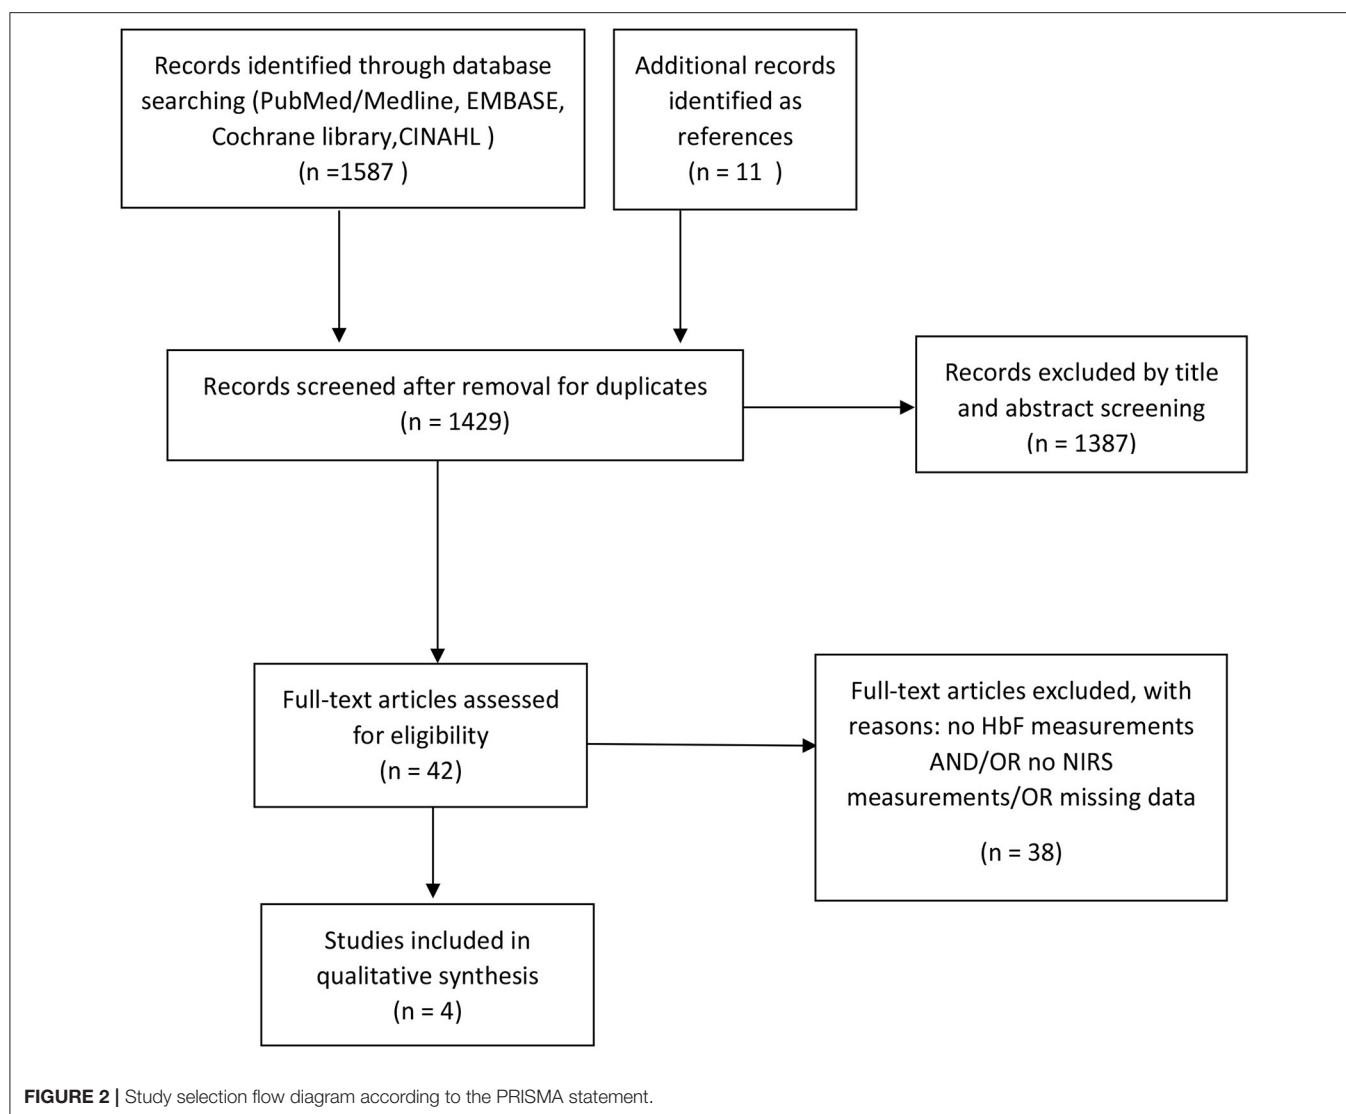 Records identified through database
searching (PubMed/Medline, EMBASE,
Cochrane library,CINAHL )
(n =1587 )
Additional records
identified as
references
(n = 11  )
Records screened after removal for duplicates
(n = 1429)
Records excluded by title
and abstract screening
(n = 1387)
Full-text articles assessed
for eligibility
(n = 42)
Full-text articles excluded, with
reasons: no HbF measurements
AND/OR no NIRS
measurements/OR missing data
(n = 38)
Studies included in
qualitative synthesis
(n = 4)
FIGURE 2 | Study selection flow diagram according to the PRISMA statement.